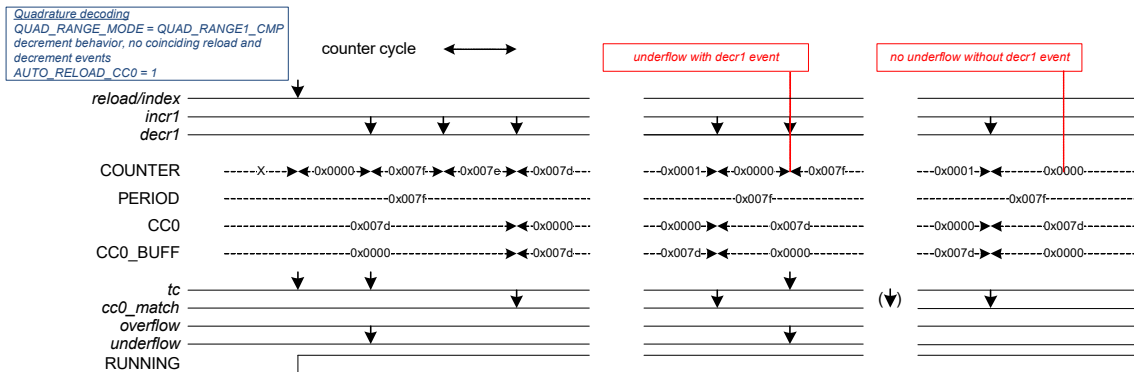 Quadrature decoding
QUAD_RANGE_MODE = QUAD_RANGE1_CMP
decrement behavior, no coinciding reload and
decrement events
AUTO_RELOAD_CC0 = 1
counter cycle
underflow with decr1 event
no underflow without decr1 event
reload/index
incr1
decr1
COUNTER X 0x0000 0x007f 0x007e 0x007d 0x0001 0x0000 0x007f 0x0001 0x0000
PERIOD 0x007f 0x007f 0x007f
CC0 0x007d 0x0000 0x0000 0x007d 0x0000 0x007d
CC0_BUFF 0x0000 0x007d 0x007d 0x0000 0x007d 0x0000
tc
cc0_match
( )
overflow
underflow
RUNNING